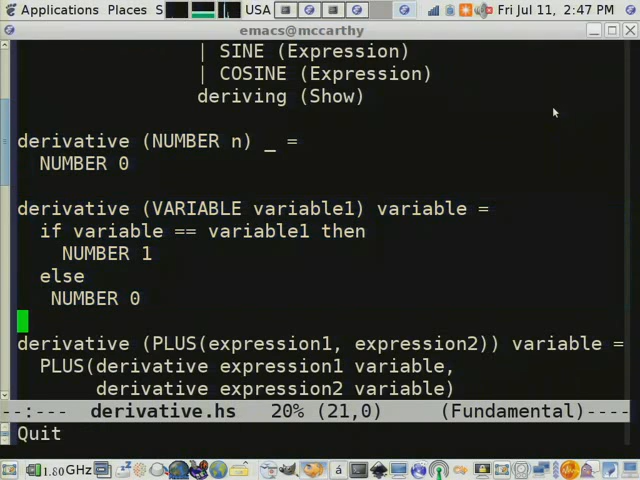 Applications Places S USA Fri Jul 11, 2:47 PM
emacs@mccarthy
| SINE (Expression)
| COSINE (Expression)
deriving (Show)
derivative (NUMBER n) _ =
NUMBER 0
derivative (VARIABLE variable1) variable =
if variable == variable1 then
NUMBER 1
else
NUMBER 0
derivative (PLUS(expression1, expression2)) variable =
PLUS(derivative expression1 variable,
derivative expression2 variable)
--:--- derivative.hs 20% (21,0) (Fundamental)----
Quit
1.80GHz á